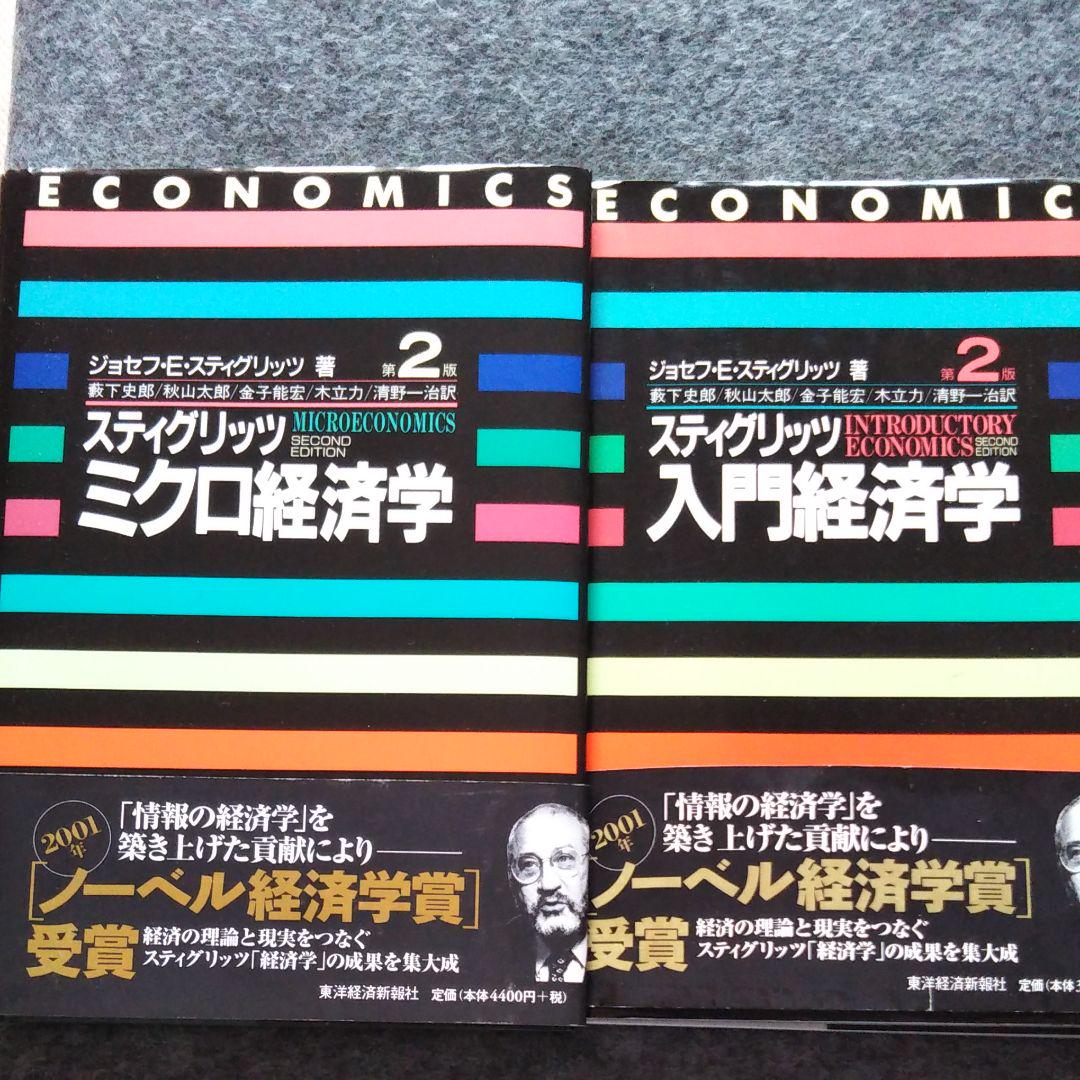 ECONOMICS
ジョセフ・E・スティグリッツ 著
第2版
藪下史郎/秋山太郎/金子能宏/木立力/清野一治訳
スティグリッツ
MICROECONOMICS
SECOND
EDITION
ミクロ経済学
2001年
「情報の経済学」を
築き上げた貢献により――
[ノーベル経済学賞]
受賞
経済の理論と現実をつなぐ
スティグリッツ「経済学」の成果を集大成
東洋経済新報社 定価(本体4400円+税)
ECONOMIC
ジョセフ・E・スティグリッツ 著
第2版
藪下史郎/秋山太郎/金子能宏/木立力/清野一治訳
スティグリッツ
INTRODUCTORY
ECONOMICS
SECOND
EDITION
入門経済学
2001年
「情報の経済学」を
築き上げた貢献により――
ノーベル経済学賞]
受賞
経済の理論と現実をつなぐ
スティグリッツ「経済学」の成果を集大成
東洋経済新報社 定価(本体3